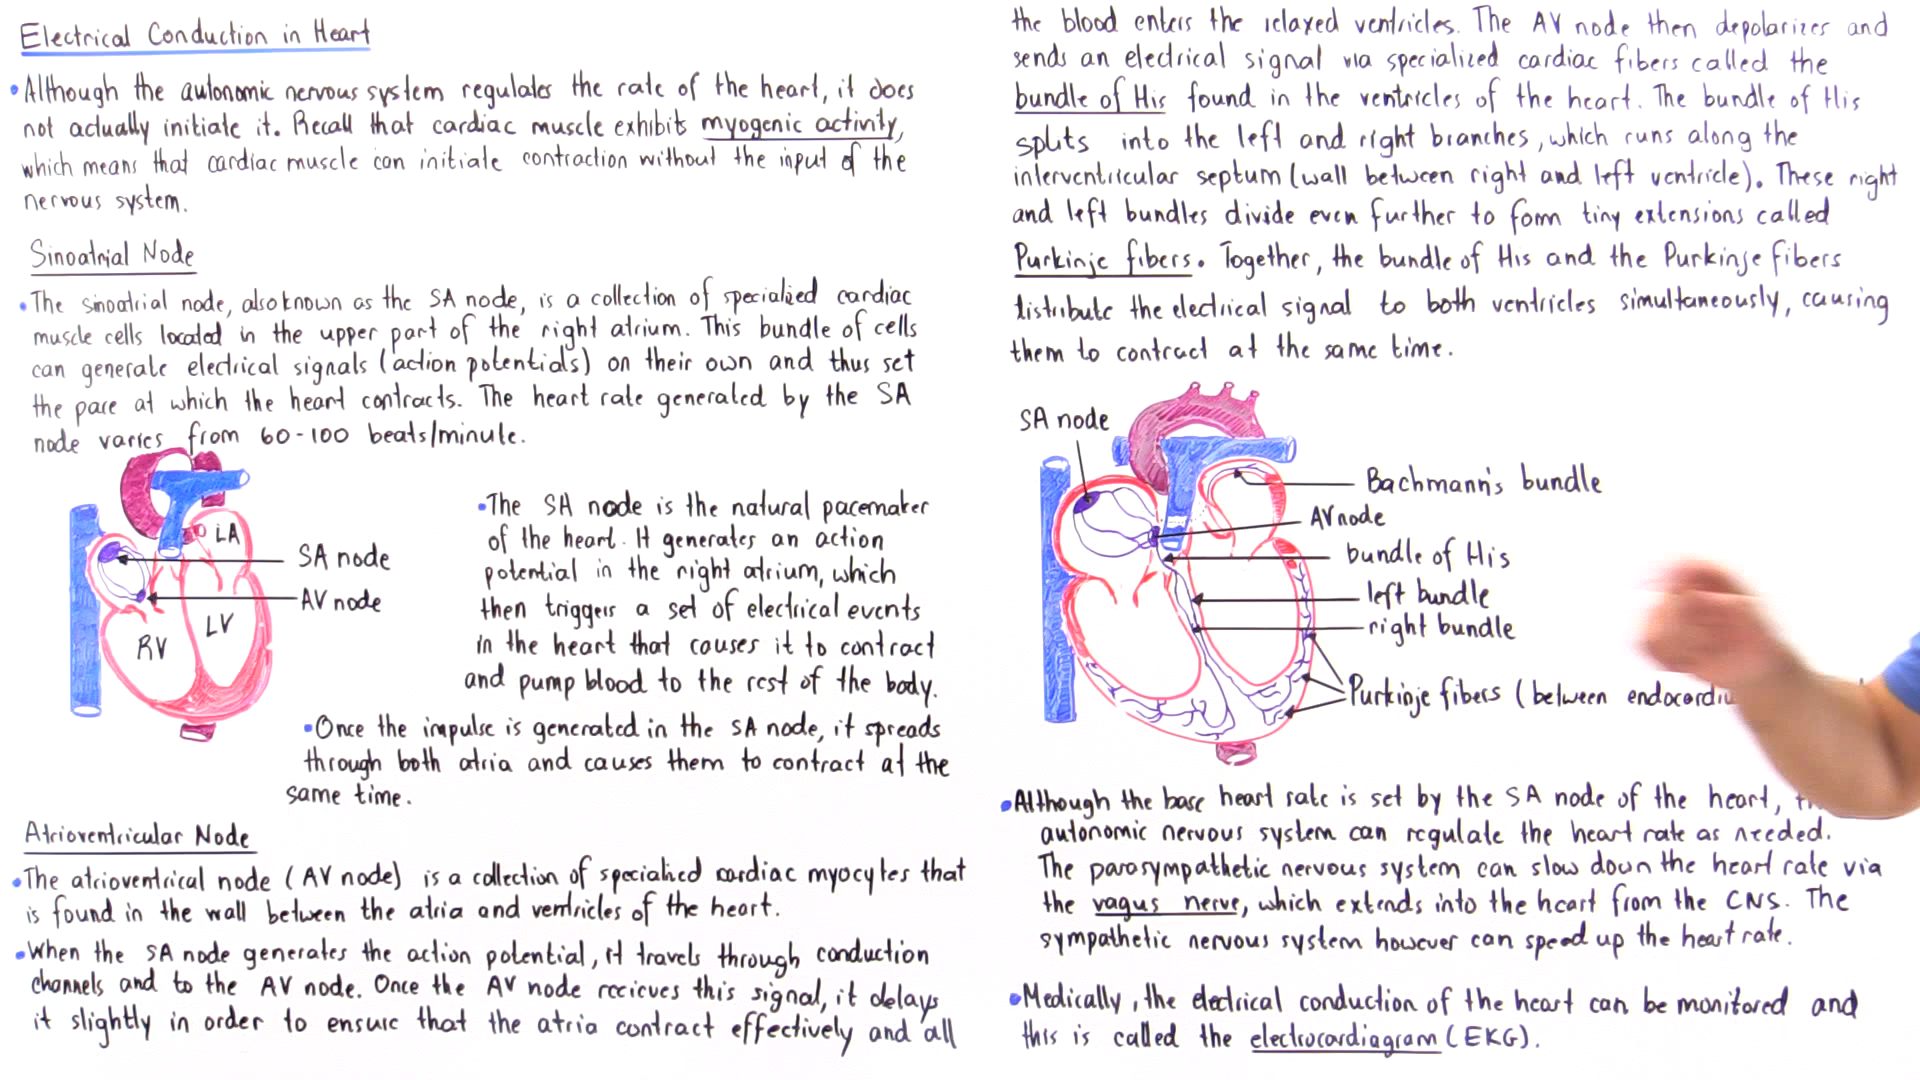 Electrical Conduction in Heart
•Although the autonomic nervous system regulates the rate of the heart, it does
not actually initiate it. Recall that cardiac muscle exhibits myogenic activity,
which means that cardiac muscle can initiate contraction without the input of the
nervous system.
Sinoatrial Node
•The sinoatrial node, also known as the SA node, is a collection of specialized cardiac
muscle cells located in the upper part of the right atrium. This bundle of cells
can generate electrical signals (action potentials) on their own and thus set
the pace at which the heart contracts. The heart rate generated by the SA
node varies from 60-100 beats/minute.
LA
SA node
AV node
LV
RV
•The SA node is the natural pacemaker
of the heart. It generates an action
potential in the right atrium, which
then triggers a set of electrical events
in the heart that causes it to contract
and pump blood to the rest of the body.
•Once the impulse is generated in the SA node, it spreads
through both atria and causes them to contract at the
same time.
Atrioventricular Node
•The atrioventrical node (AV node) is a collection of specialized cardiac myocytes that
is found in the wall between the atria and ventricles of the heart.
•When the SA node generates the action potential, it travels through conduction
channels and to the AV node. Once the AV node recieves this signal, it delays
it slightly in order to ensure that the atria contract effectively and all
the blood enters the relaxed ventricles. The AV node then depolarizes and
sends an electrical signal via specialized cardiac fibers called the
bundle of His found in the ventricles of the heart. The bundle of His
splits into the left and right branches, which runs along the
interventricular septum (wall between right and left ventricle). These right
and left bundles divide even further to form tiny extensions called
Purkinje fibers. Together, the bundle of His and the Purkinje fibers
distribute the electrical signal to both ventricles simultaneously, causing
them to contract at the same time.
SA node
Bachmann's bundle
AV node
bundle of His
left bundle
right bundle
Purkinje fibers (between
•Although the base heart rate is set by the SA node of the heart,
autonomic nervous system can regulate the heart rate as needed.
The parasympathetic nervous system can slow down the heart rate via
the vagus nerve, which extends into the heart from the CNS. The
sympathetic nervous system however can speed up the heart rate.
•Medically, the electrical conduction of the heart can be monitored and
this is called the electrocardiagram (EKG).